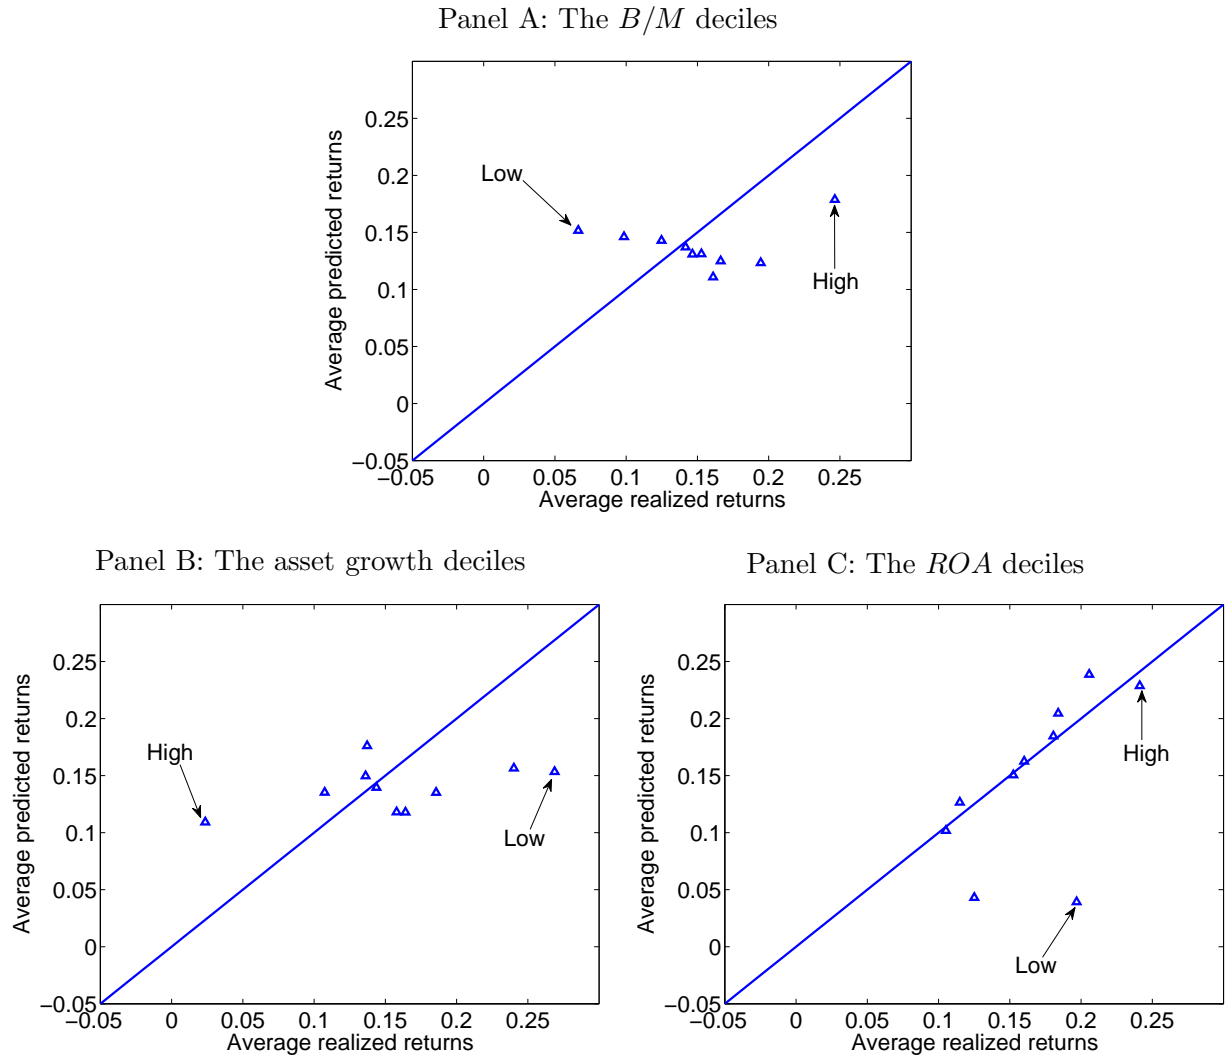 Panel A: The B/M deciles
Average predicted returns
0.25
0.2
0.15
0.1
0.05
0
−0.05
Low
High
−0.05 0 0.05 0.1 0.15 0.2 0.25
Average realized returns
Panel B: The asset growth deciles
Average predicted returns
0.25
0.2
0.15
0.1
0.05
0
−0.05
High
Low
−0.05 0 0.05 0.1 0.15 0.2 0.25
Average realized returns
Panel C: The ROA deciles
Average predicted returns
0.25
0.2
0.15
0.1
0.05
0
−0.05
High
Low
−0.05 0 0.05 0.1 0.15 0.2 0.25
Average realized returns